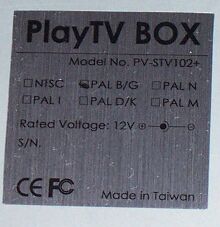 PlayTV BOX
Model No. PV-STV102+
NTSC PAL B/G PAL N
PAL I PAL D/K PAL M
Rated Voltage: 12V
S/N.
CE FC
Made in Taiwan